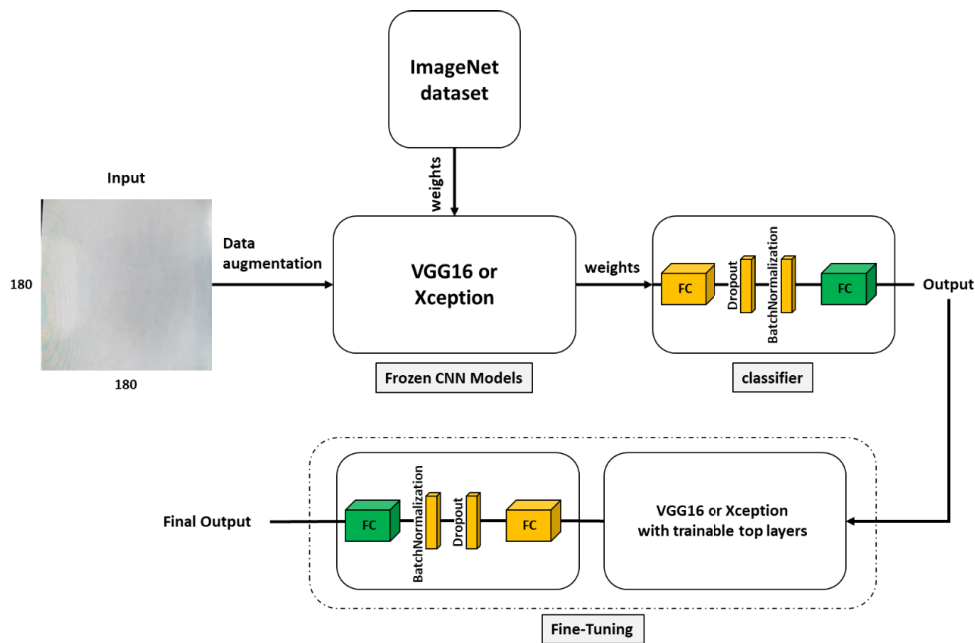 ImageNet
dataset
weights
Input
Data
augmentation
180
180
VGG16 or
Xception
Frozen CNN Models
weights
FC
Dropout
BatchNormalization
FC
classifier
Output
Final Output
FC
BatchNormalization
Dropout
FC
VGG16 or Xception
with trainable top layers
Fine-Tuning